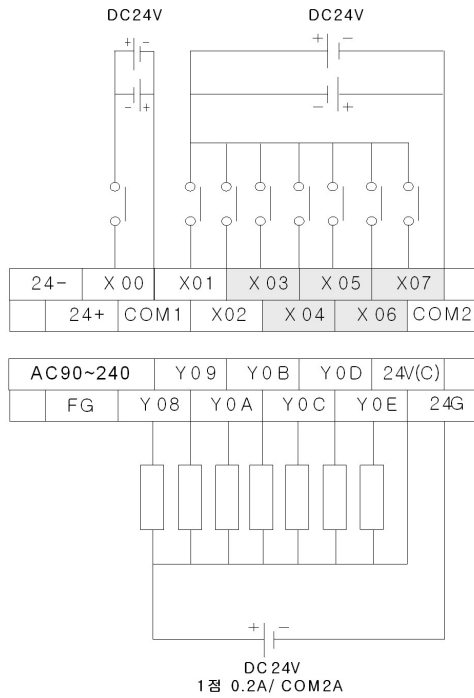 DC24V DC24V
+ - + -
- + - +
24- X00 X01 X03 X05 X07
24+ COM1 X02 X04 X06 COM2
AC90~240 Y09 Y0B Y0D 24V(C)
FG Y08 Y0A Y0C Y0E 24G
+ -
DC24V
1점 0.2A/ COM2A